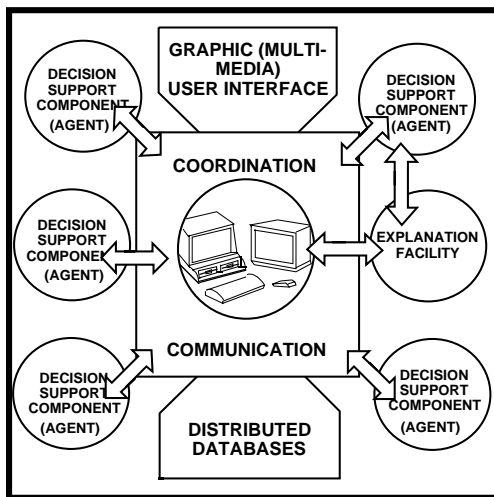 GRAPHIC (MULTI-
MEDIA)
USER INTERFACE
DECISION
SUPPORT
COMPONENT
(AGENT)
DECISION
SUPPORT
COMPONENT
(AGENT)
COORDINATION
DECISION
SUPPORT
COMPONENT
(AGENT)
EXPLANATION
FACILITY
COMMUNICATION
DECISION
SUPPORT
COMPONENT
(AGENT)
DECISION
SUPPORT
COMPONENT
(AGENT)
DISTRIBUTED
DATABASES